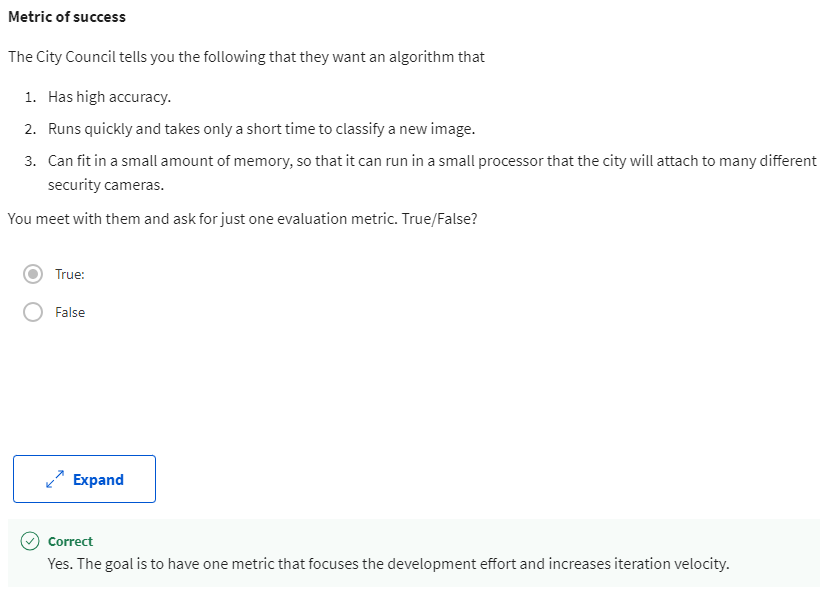 Metric of success
The City Council tells you the following that they want an algorithm that
1. Has high accuracy.
2. Runs quickly and takes only a short time to classify a new image.
3. Can fit in a small amount of memory, so that it can run in a small processor that the city will attach to many different
security cameras.
You meet with them and ask for just one evaluation metric. True/False?
True:
False
Expand
Correct
Yes. The goal is to have one metric that focuses the development effort and increases iteration velocity.